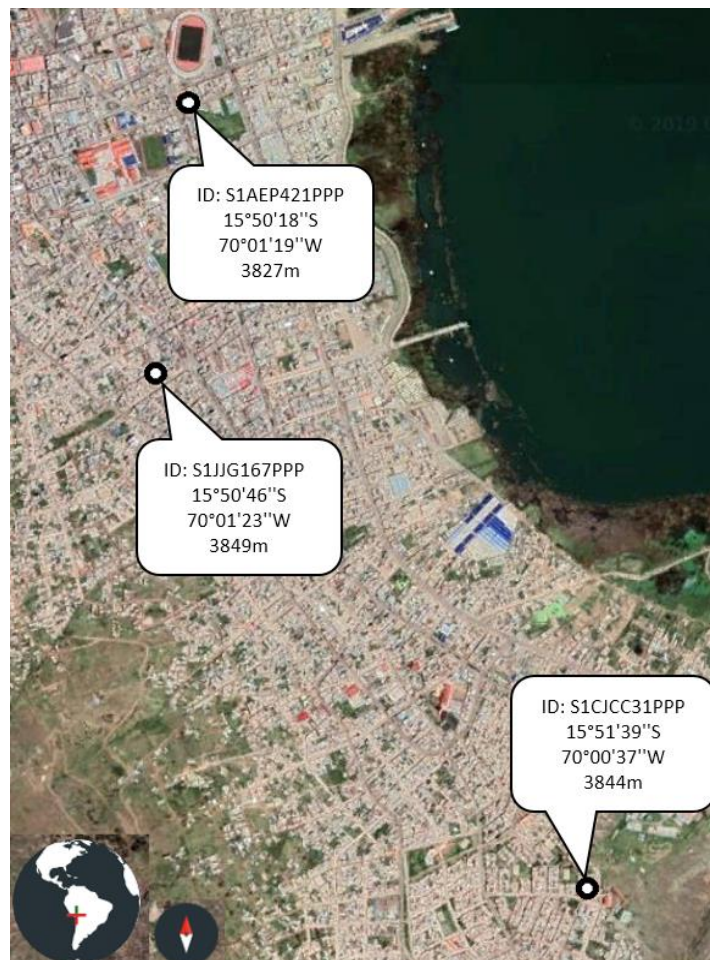 © 2019
ID: S1AEP421PPP
15°50'18''S
70°01'19''W
3827m
ID: S1JJG167PPP
15°50'46''S
70°01'23''W
3849m
ID: S1CJCC31PPP
15°51'39''S
70°00'37''W
3844m